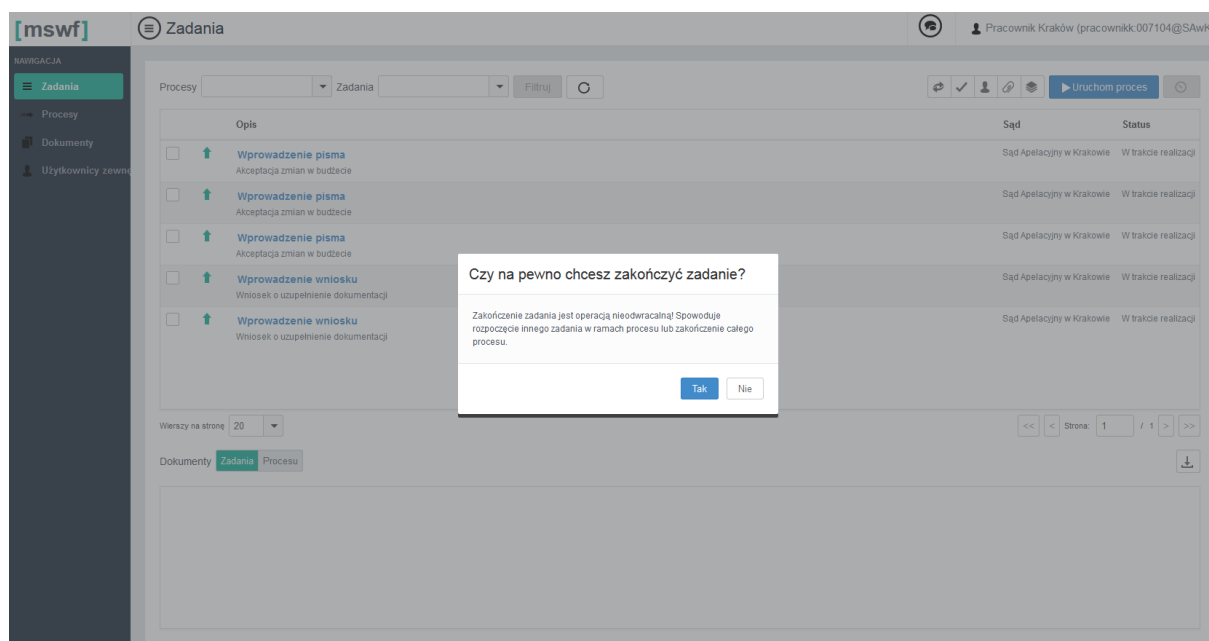 [mswf]
Zadania
Pracownik Kraków (pracownikk:007104@SAwK
NAWIGACJA
Zadania
Procesy
Dokumenty
Użytkownicy zewnę
Procesy Zadania Filtruj Uruchom proces
Opis Sąd Status
Wprowadzenie pisma Sąd Apelacyjny w Krakowie W trakcie realizacji
Akceptacja zmian w budżecie
Wprowadzenie pisma Sąd Apelacyjny w Krakowie W trakcie realizacji
Akceptacja zmian w budżecie
Wprowadzenie pisma Sąd Apelacyjny w Krakowie W trakcie realizacji
Akceptacja zmian w budżecie
Wprowadzenie wniosku Sąd Apelacyjny w Krakowie W trakcie realizacji
Wniosek o uzupełnienie dokumentacji
Wprowadzenie wniosku Sąd Apelacyjny w Krakowie W trakcie realizacji
Wniosek o uzupełnienie dokumentacji
Czy na pewno chcesz zakończyć zadanie?
Zakończenie zadania jest operacją nieodwracalną! Spowoduje
rozpoczęcie innego zadania w ramach procesu lub zakończenie całego
procesu.
Tak Nie
Wierszy na stronę 20 << < Strona: 1 / 1 > >>
Dokumenty Zadania Procesu